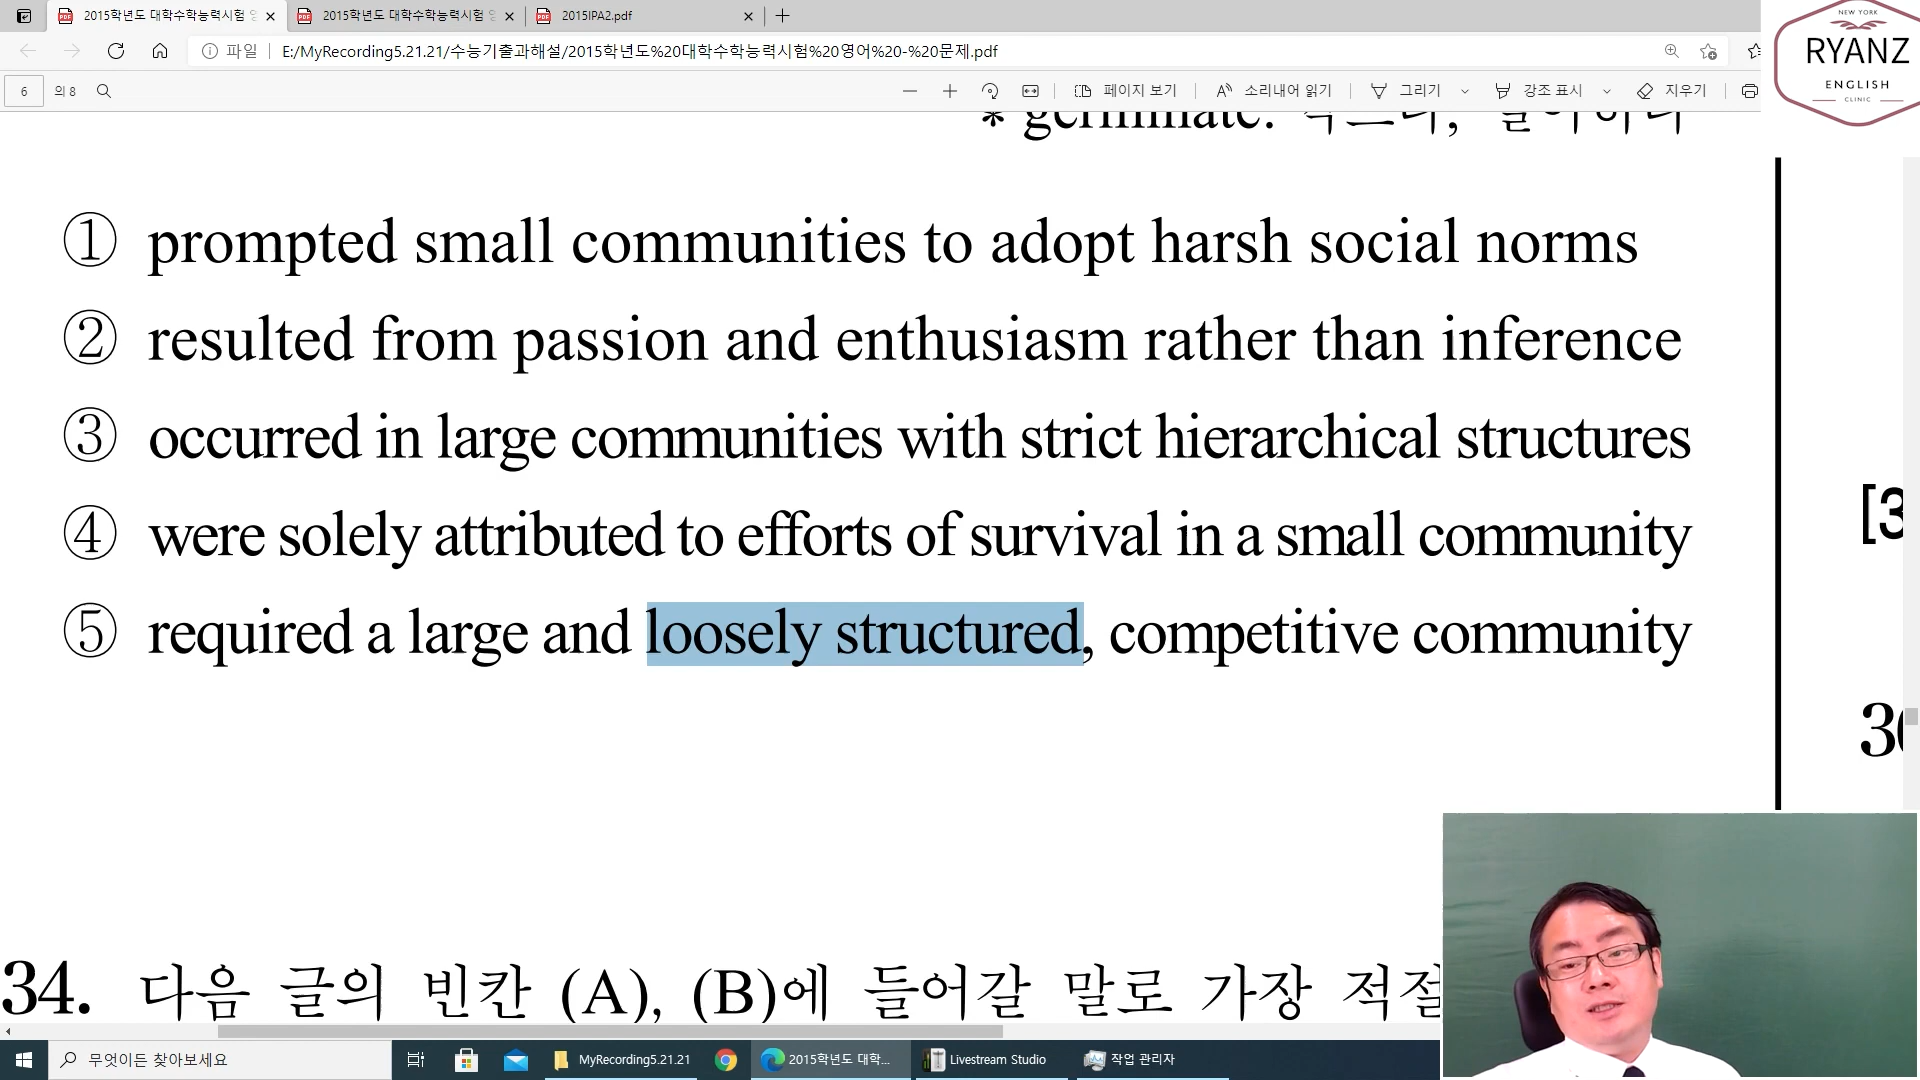 2015학년도 대학수학능력시험
2015학년도 대학수학능력시험
2015IPA2.pdf
파일
E:/MyRecording5.21.21/수능기출과해설/2015학년도%20대학수학능력시험%20영어%20-%20문제.pdf
6 의 8
페이지 보기
소리내어 읽기
그리기
강조 표시
지우기
NEW YORK
RYANZ
ENGLISH
CLINIC
* germinate:
① prompted small communities to adopt harsh social norms
② resulted from passion and enthusiasm rather than inference
③ occurred in large communities with strict hierarchical structures
④ were solely attributed to efforts of survival in a small community
⑤ required a large and loosely structured, competitive community
[3
34. 다음 글의 빈칸 (A), (B)에 들어갈 말로 가장 적절
무엇이든 찾아보세요
MyRecording5.21.21
2015학년도 대학...
Livestream Studio
작업 관리자